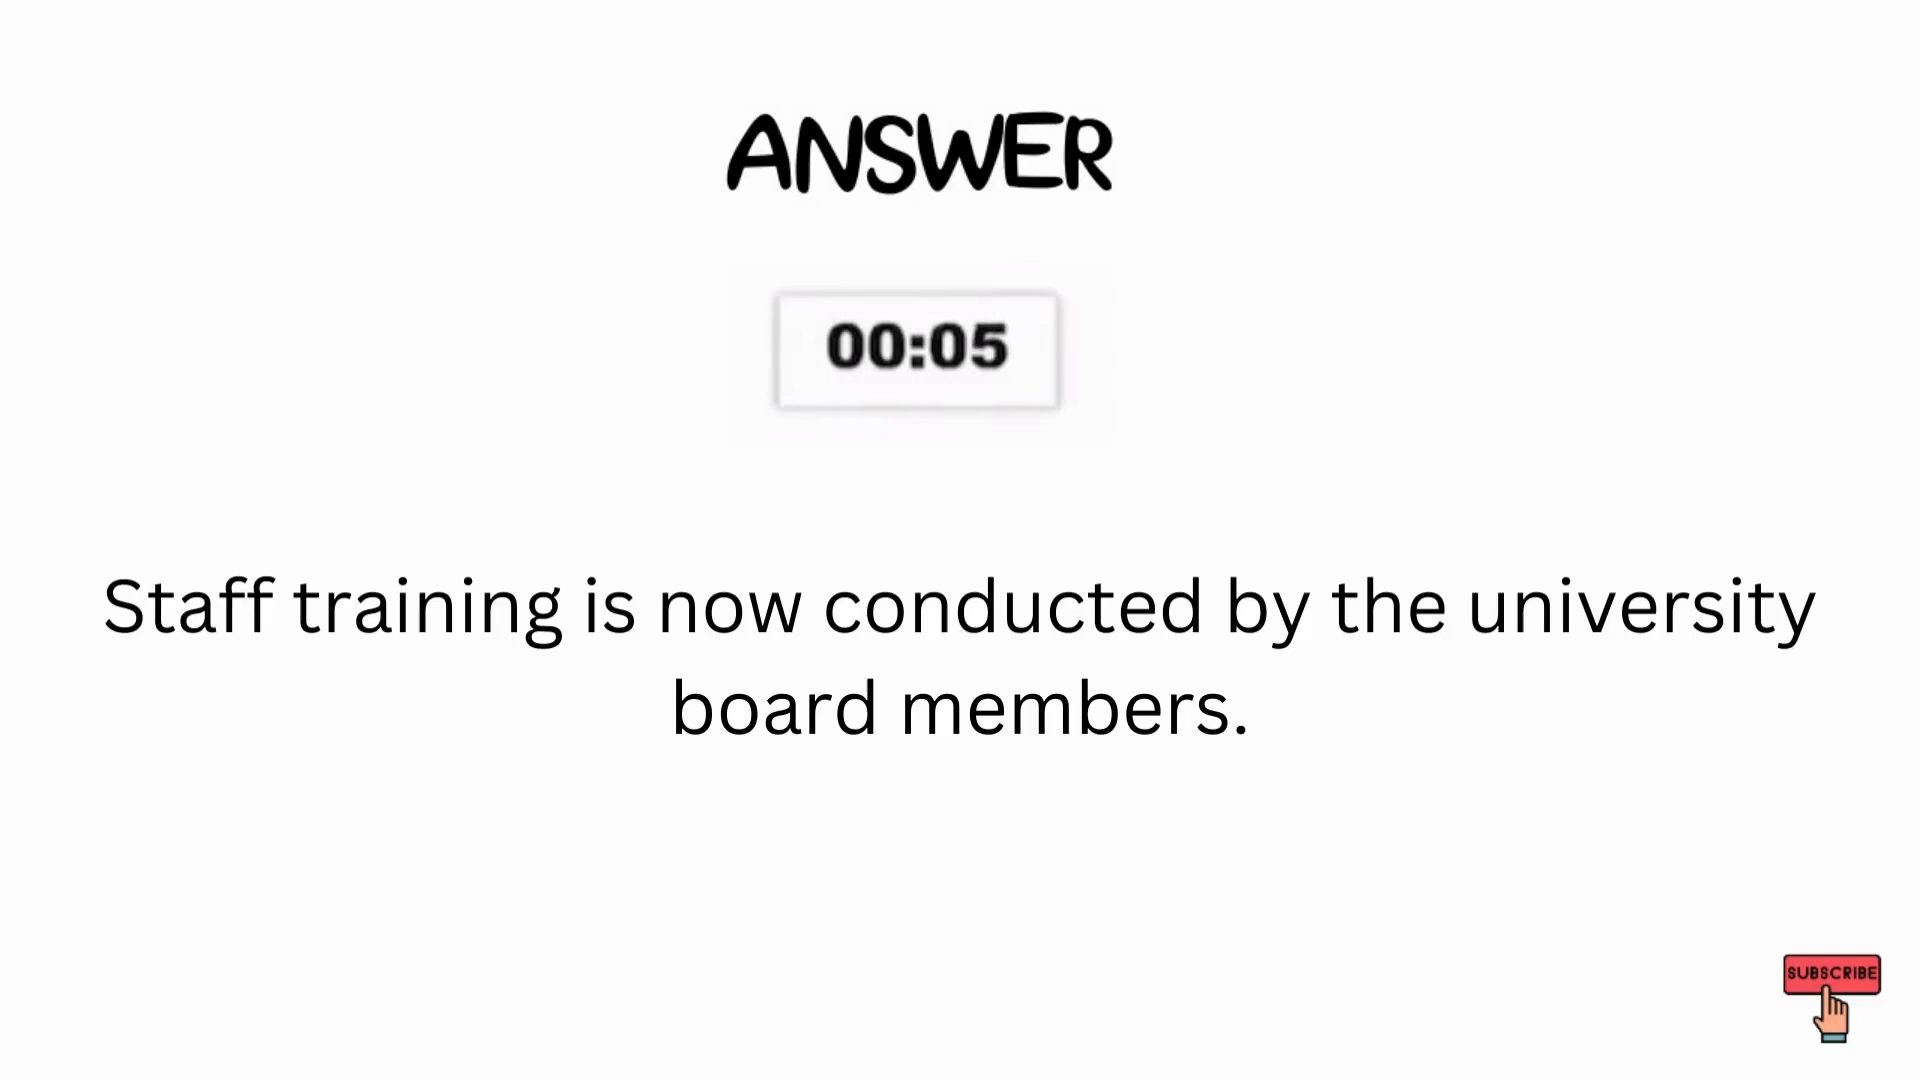 ANSWER
00:05
Staff training is now conducted by the university
board members.
SUBSCRIBE